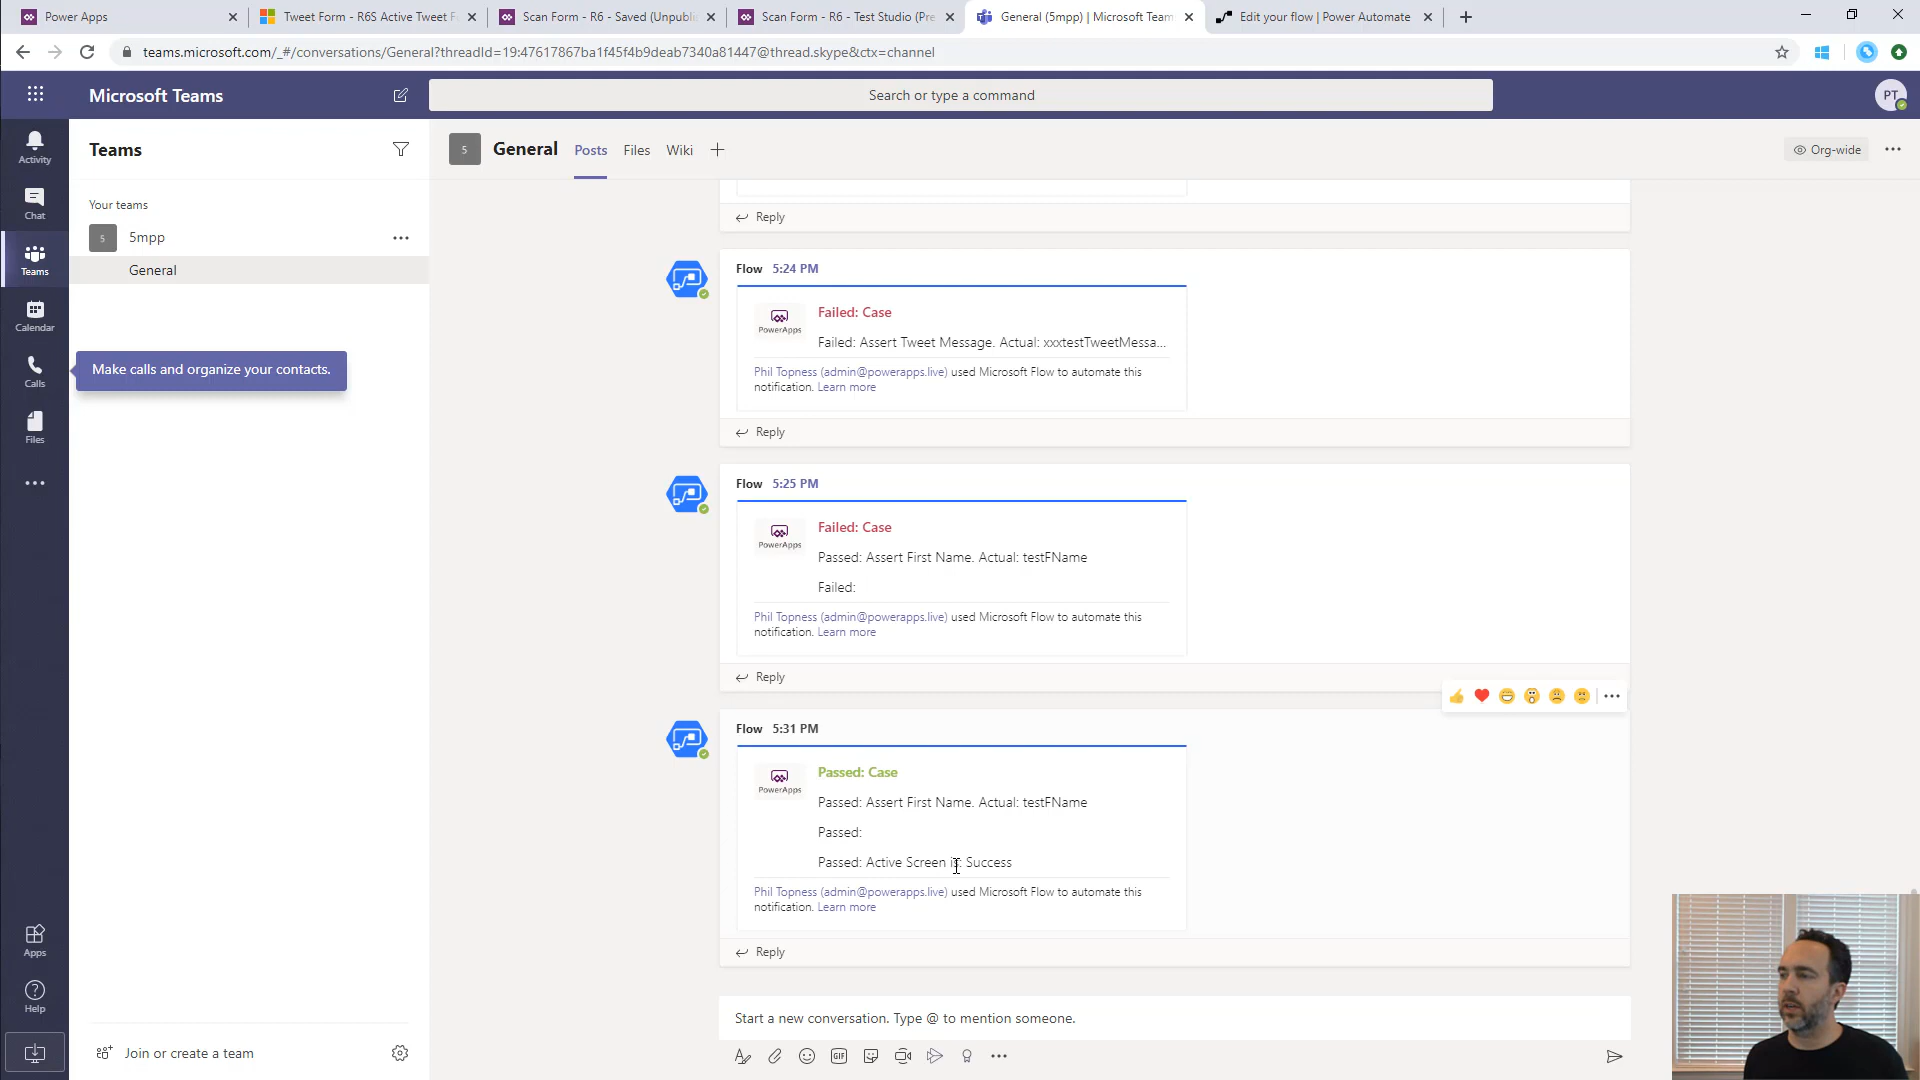 Power Apps
Tweet Form - R6S Active Tweet F
Scan Form - R6 - Saved (Unpubli
Scan Form - R6 - Test Studio (Pre
General (5mpp) | Microsoft Team
Edit your flow | Power Automate
teams.microsoft.com/_#/conversations/General?threadId=19:47617867ba1f45f4b9deab7340a81447@thread.skype&ctx=channel
Microsoft Teams
Search or type a command
PT
Activity
Chat
Teams
Calendar
Calls
Files
Apps
Help
Teams
Your teams
5
5mpp
General
Make calls and organize your contacts.
Join or create a team
5
General
Posts
Files
Wiki
Org-wide
Reply
Flow 5:24 PM
PowerApps
Failed: Case
Failed: Assert Tweet Message. Actual: xxxtestTweetMessa...
Phil Topness (admin@powerapps.live) used Microsoft Flow to automate this
notification. Learn more
Reply
Flow 5:25 PM
PowerApps
Failed: Case
Passed: Assert First Name. Actual: testFName
Failed:
Phil Topness (admin@powerapps.live) used Microsoft Flow to automate this
notification. Learn more
Reply
Flow 5:31 PM
PowerApps
Passed: Case
Passed: Assert First Name. Actual: testFName
Passed:
Passed: Active Screen is: Success
Phil Topness (admin@powerapps.live) used Microsoft Flow to automate this
notification. Learn more
Reply
Start a new conversation. Type @ to mention someone.
GIF